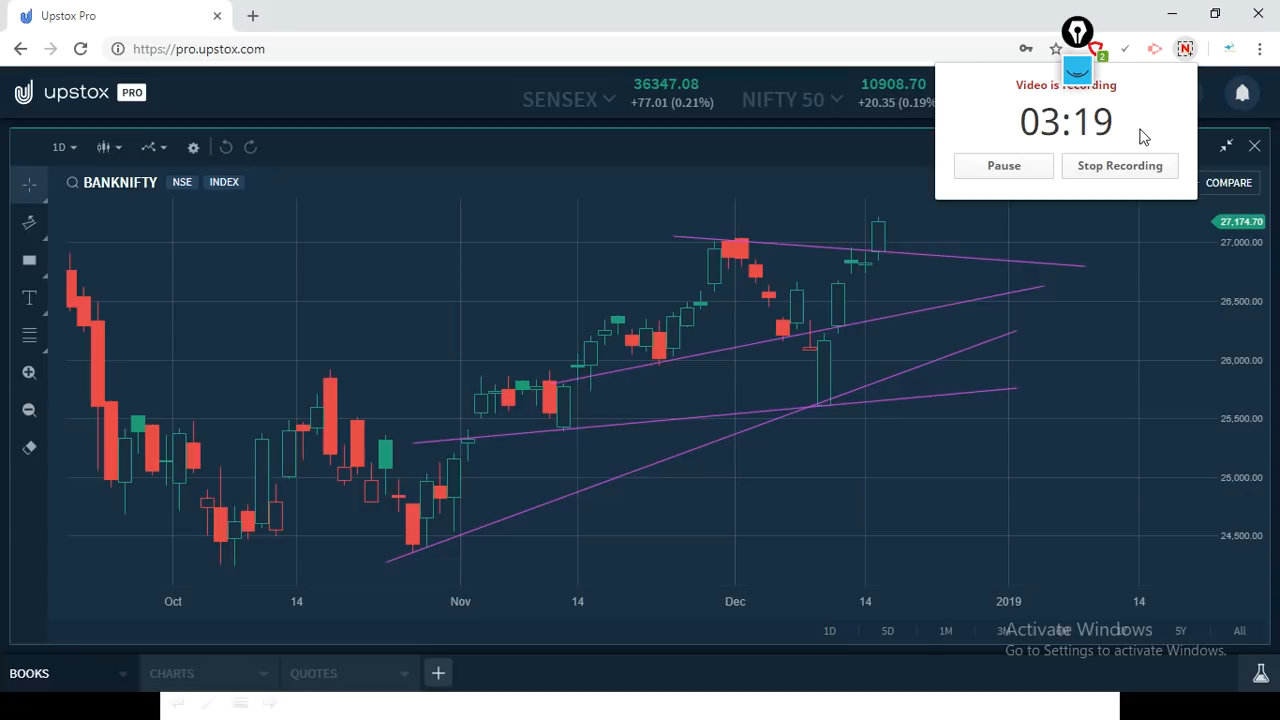 Upstox Pro
https://pro.upstox.com
2
upstox PRO
SENSEX 36347.08 +77.01 (0.21%)
NIFTY 50 10908.70 +20.35 (0.19%
Video is recording
03:19
Pause Stop Recording
1D
BANKNIFTY NSE INDEX
COMPARE
27,174.70
27,000.00
26,500.00
26,000.00
25,500.00
25,000.00
24,500.00
Oct 14 Nov 14 Dec 14 2019 14
1D 5D 1M 5Y All
Activate Windows
Go to Settings to activate Windows.
BOOKS CHARTS QUOTES